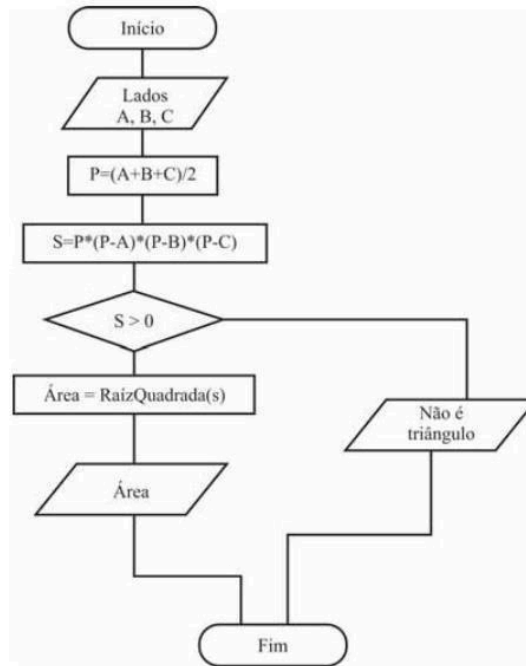 Início
Lados
A, B, C
P=(A+B+C)/2
S=P*(P-A)*(P-B)*(P-C)
S > 0
Área = RaízQuadrada(s)
Não é
triângulo
Área
Fim